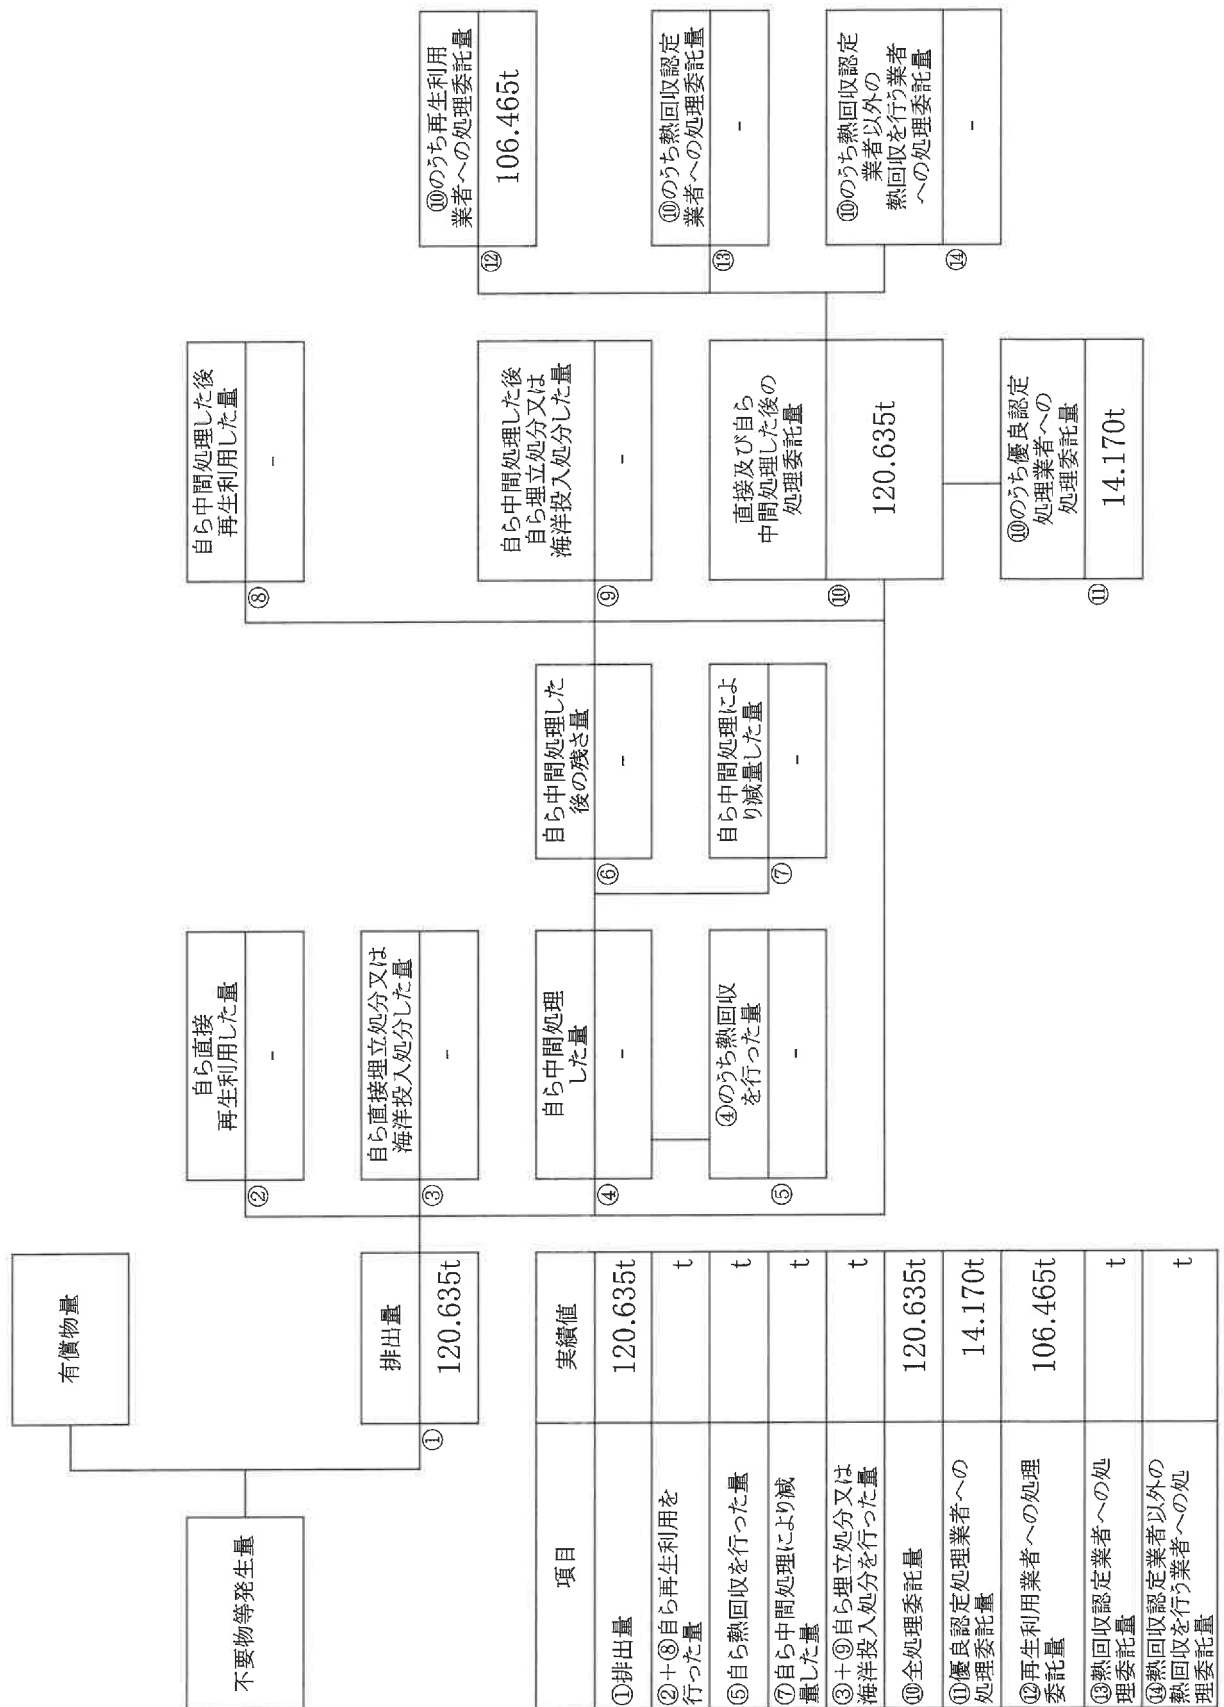 不要物等発生量
有償物量
①
排出量
120.635t
②
自ら直接
再生利用した量
-
③
自ら直接埋立処分又は
海洋投入処分した量
-
④
自ら中間処理
した量
-
⑤
④のうち熱回収
を行った量
-
⑥
自ら中間処理した
後の残さ量
-
⑦
自ら中間処理によ
り減量した量
-
⑧
自ら中間処理した後
再生利用した量
-
⑨
自ら中間処理した後
自ら埋立処分又は
海洋投入処分した量
-
⑩
直接及び自ら
中間処理した後の
処理委託量
120.635t
⑪
⑩のうち優良認定
処理業者への
処理委託量
14.170t
⑫
⑩のうち再生利用
業者への処理委託量
106.465t
⑬
⑩のうち熱回収認定
業者への処理委託量
-
⑭
⑩のうち熱回収認定
業者以外の
熱回収を行う業者
への処理委託量
-
項目 実績値
①排出量 120.635t
②+⑧自ら再生利用を
行った量 t
⑤自ら熱回収を行った量 t
⑦自ら中間処理により減
量した量 t
③+⑨自ら埋立処分又は
海洋投入処分を行った量 t
⑩全処理委託量 120.635t
⑪優良認定処理業者への
処理委託量 14.170t
⑫再生利用業者への処理
委託量 106.465t
⑬熱回収認定業者への処
理委託量 t
⑭熱回収認定業者以外の
熱回収を行う業者への処
理委託量 t